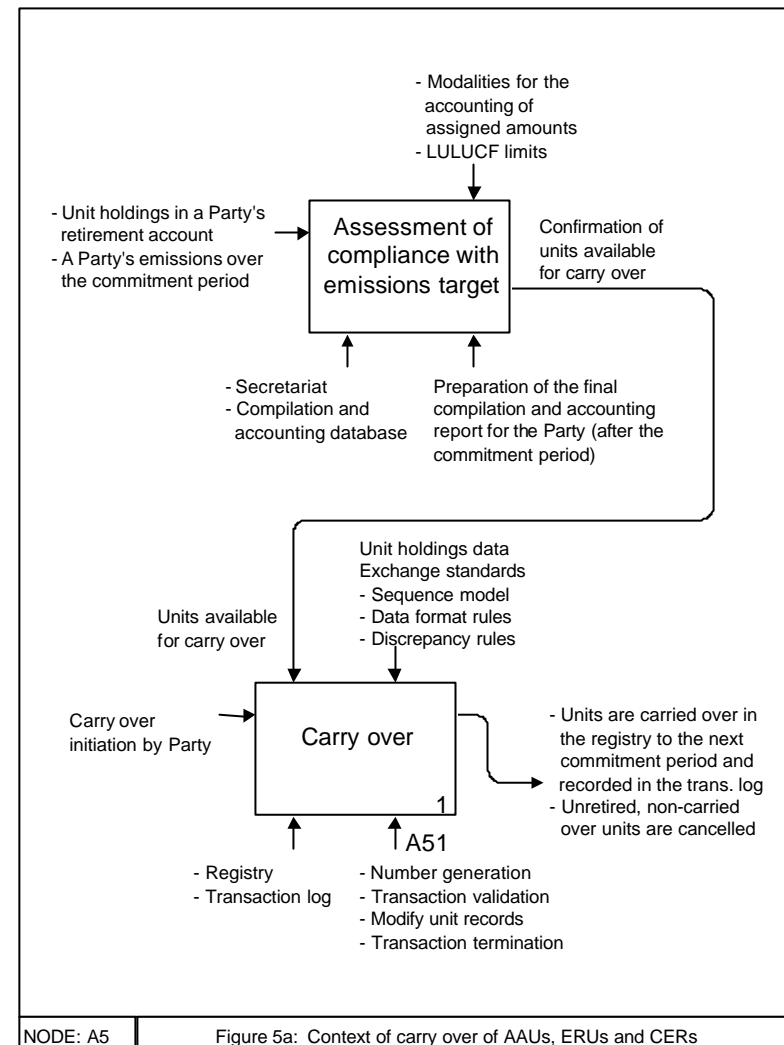 - Modalities for the
accounting of
assigned amounts
- LULUCF limits
- Unit holdings in a Party's
retirement account
- A Party's emissions over
the commitment period
Assessment of
compliance with
emissions target
Confirmation of
units available
for carry over
- Secretariat
- Compilation and
accounting database
Preparation of the final
compilation and accounting
report for the Party (after the
commitment period)
Unit holdings data
Exchange standards
- Sequence model
- Data format rules
- Discrepancy rules
Units available
for carry over
Carry over
initiation by Party
Carry over
1
- Units are carried over in
the registry to the next
commitment period and
recorded in the trans. log
- Unretired, non-carried
over units are cancelled
A51
- Registry
- Transaction log
- Number generation
- Transaction validation
- Modify unit records
- Transaction termination
NODE: A5
Figure 5a: Context of carry over of AAUs, ERUs and CERs